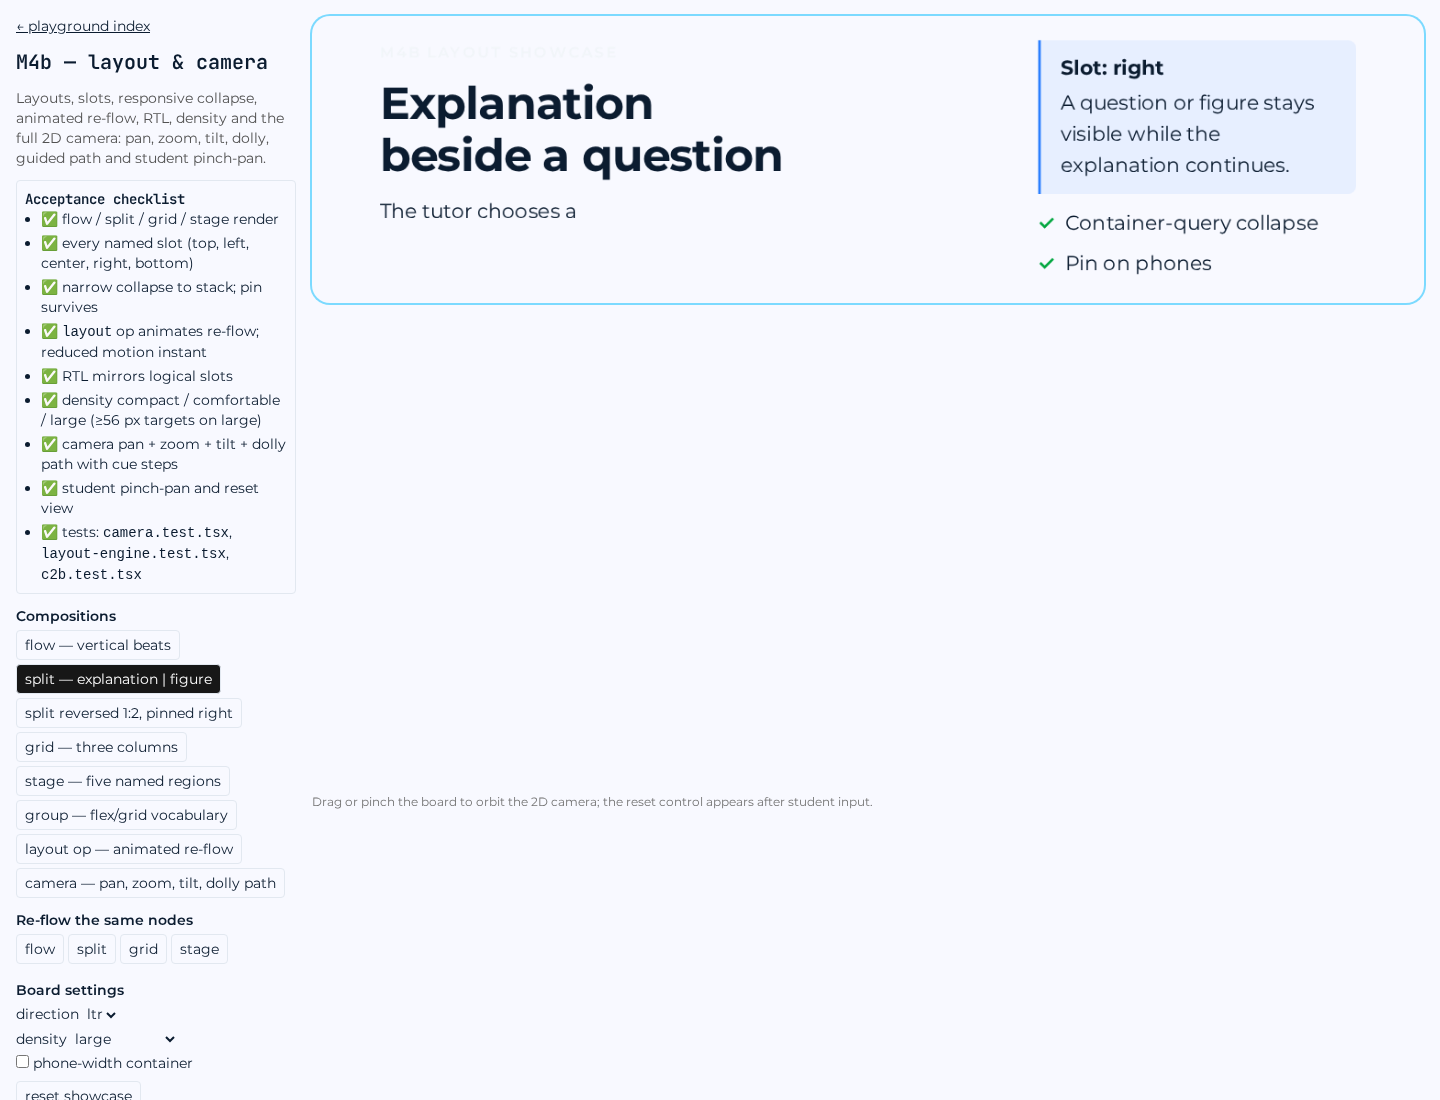 ← playground index
M4b — layout & camera
Layouts, slots, responsive collapse,
animated re-flow, RTL, density and the
full 2D camera: pan, zoom, tilt, dolly,
guided path and student pinch-pan.
Acceptance checklist
✅ flow / split / grid / stage render
✅ every named slot (top, left,
center, right, bottom)
✅ narrow collapse to stack; pin
survives
✅ layout op animates re-flow;
reduced motion instant
✅ RTL mirrors logical slots
✅ density compact / comfortable
/ large (≥56 px targets on large)
✅ camera pan + zoom + tilt + dolly
path with cue steps
✅ student pinch-pan and reset
view
✅ tests: camera.test.tsx,
layout-engine.test.tsx,
c2b.test.tsx
Compositions
flow — vertical beats
split — explanation | figure
split reversed 1:2, pinned right
grid — three columns
stage — five named regions
group — flex/grid vocabulary
layout op — animated re-flow
camera — pan, zoom, tilt, dolly path
Re-flow the same nodes
flow split grid stage
Board settings
direction ltr
density large
phone-width container
reset showcase
M4B LAYOUT SHOWCASE
Explanation
beside a question
The tutor chooses a
Slot: right
A question or figure stays
visible while the
explanation continues.
Container-query collapse
Pin on phones
Drag or pinch the board to orbit the 2D camera; the reset control appears after student input.